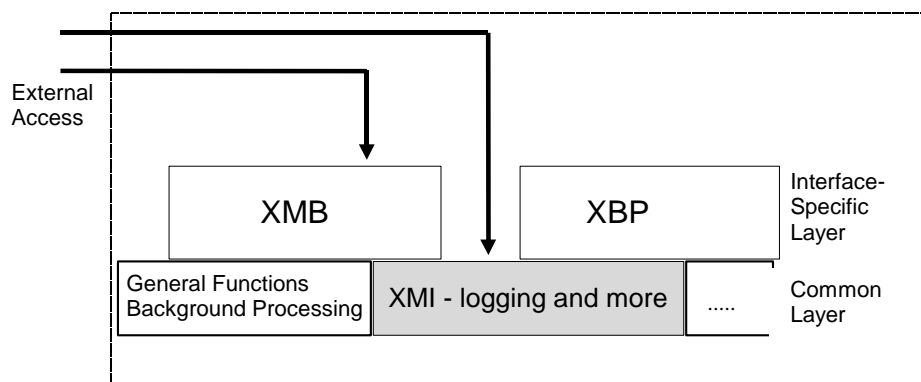 External
Access
XMB
XBP
Interface-
Specific
Layer
General Functions
Background Processing
XMI - logging and more
.....
Common
Layer